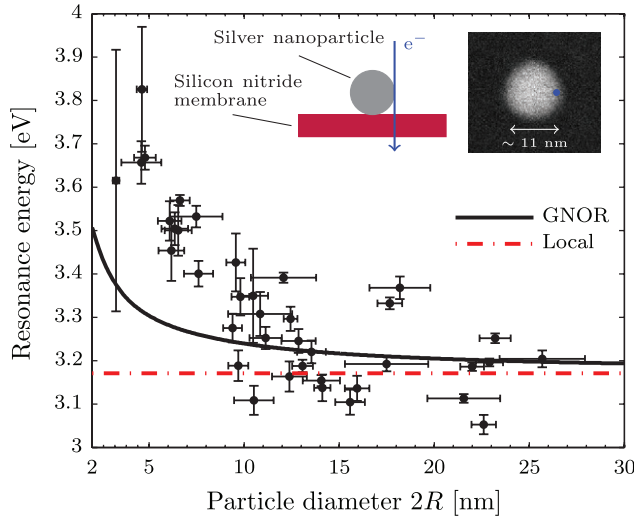 4
3.9
3.8
3.7
3.6
3.5
3.4
3.3
3.2
3.1
3
Resonance energy [eV]
Silver nanoparticle
e⁻
Silicon nitride
membrane
~ 11 nm
GNOR
Local
2 5 10 15 20 25 30
Particle diameter 2R [nm]